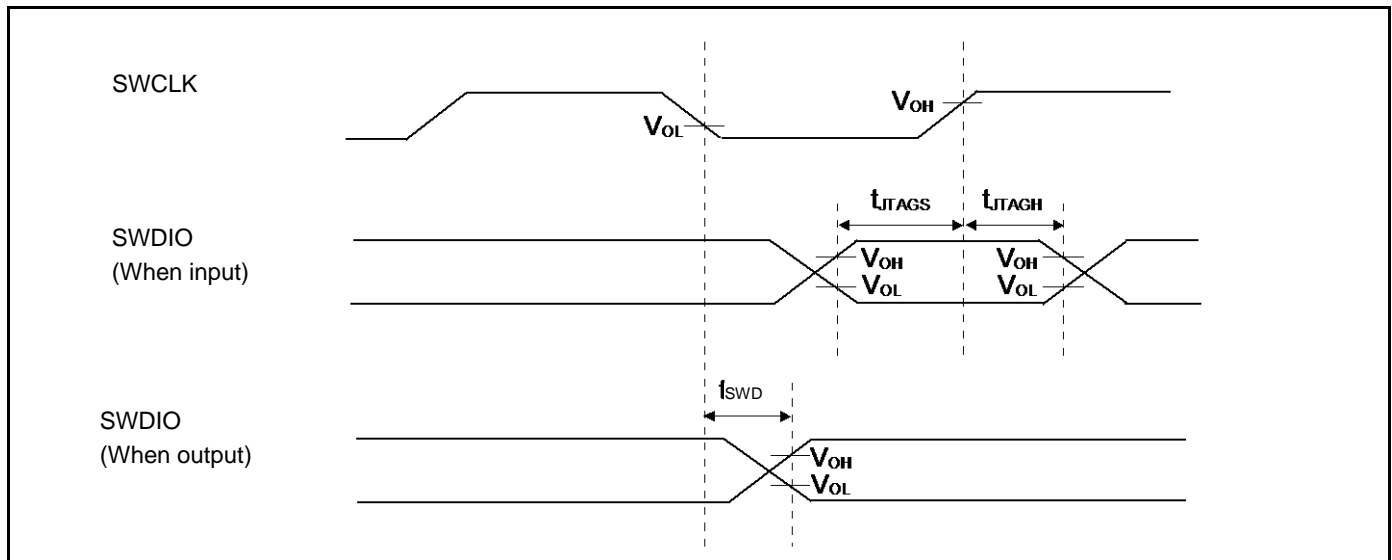 SWCLK
VOH
VOL
tJTAGS
tJTAGH
SWDIO
(When input)
VOH
VOH
VOL
VOL
tSWD
SWDIO
(When output)
VOH
VOL